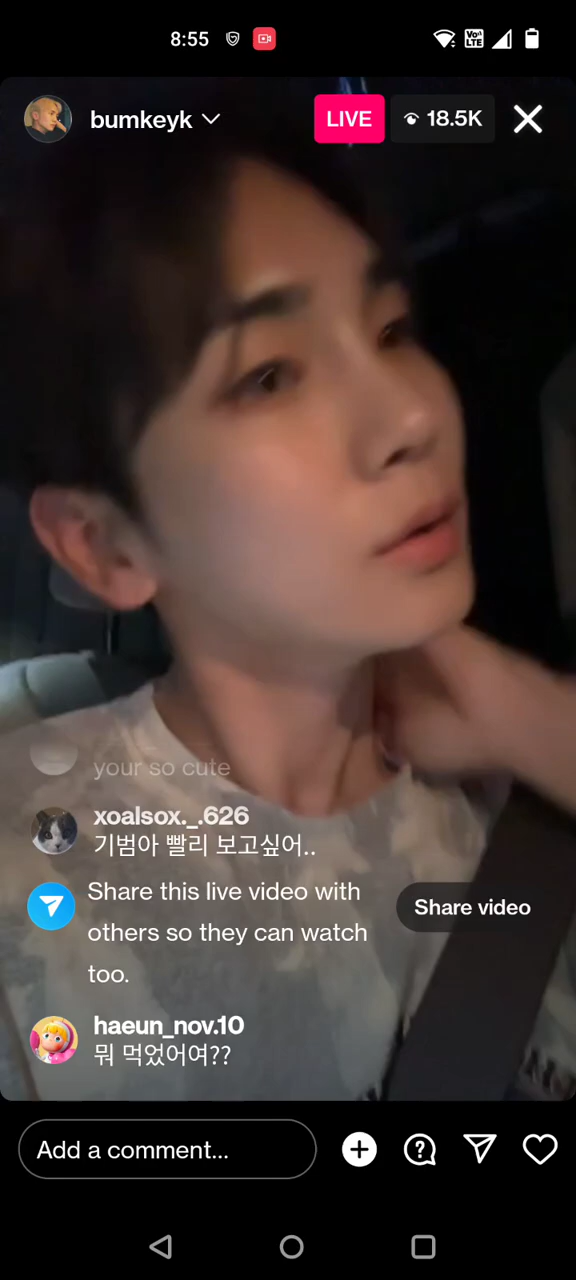 8:55
Vo)) LTE
bumkeyk
LIVE
18.5K
your so cute
xoalsox._.626
기범아 빨리 보고싶어..
Share this live video with
others so they can watch
too.
Share video
haeun_nov.10
뭐 먹었어여??
Add a comment...